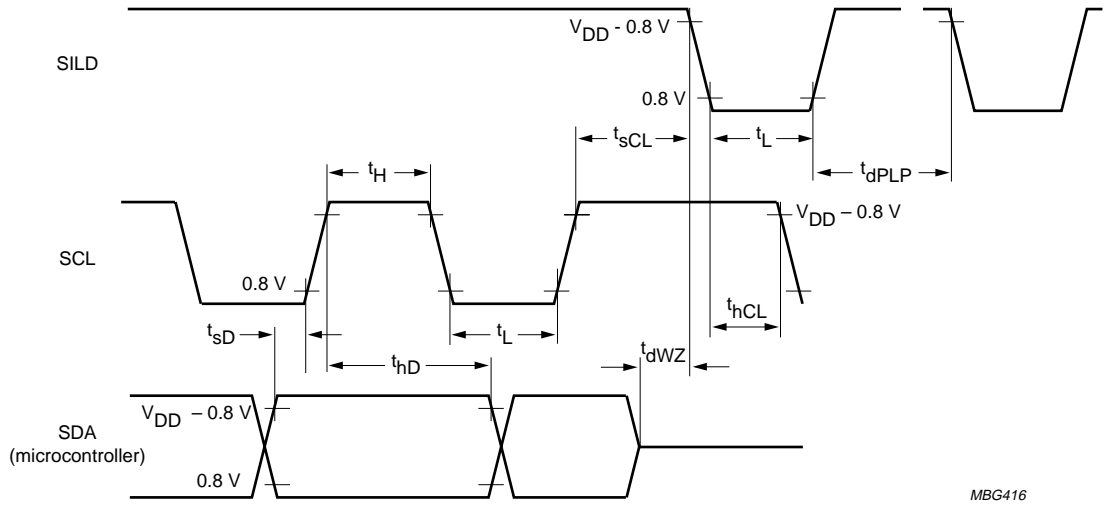 V_DD - 0.8 V
SILD
0.8 V
t_sCL
t_L
t_H
t_dPLP
V_DD – 0.8 V
SCL
0.8 V
t_hCL
t_sD
t_L
t_dWZ
t_hD
V_DD – 0.8 V
SDA
(microcontroller)
0.8 V
MBG416